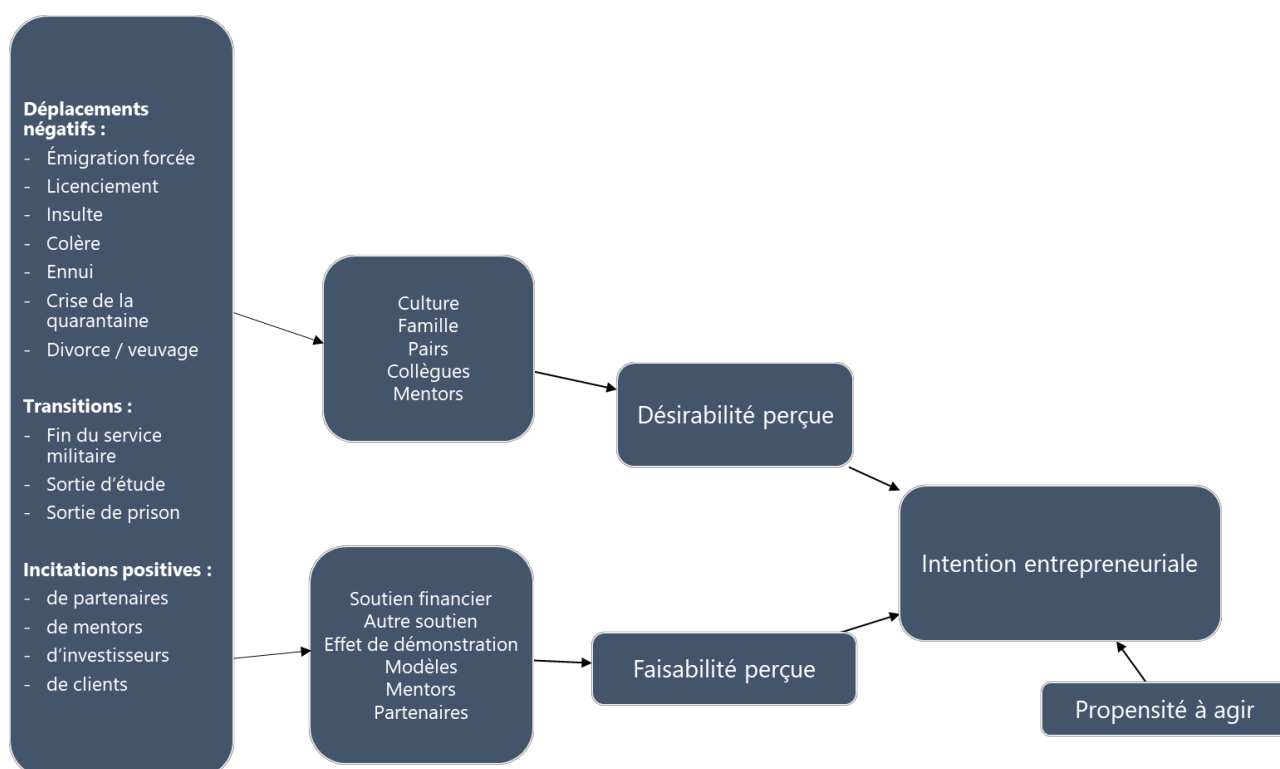 Déplacements
négatifs :
- Émigration forcée
- Licenciement
- Insulte
- Colère
- Ennui
- Crise de la
quarantaine
- Divorce / veuvage
Transitions :
- Fin du service
militaire
- Sortie d'étude
- Sortie de prison
Incitations positives :
- de partenaires
- de mentors
- d'investisseurs
- de clients
Culture
Famille
Pairs
Collègues
Mentors
Soutien financier
Autre soutien
Effet de démonstration
Modèles
Mentors
Partenaires
Désirabilité perçue
Faisabilité perçue
Intention entrepreneuriale
Propensité à agir